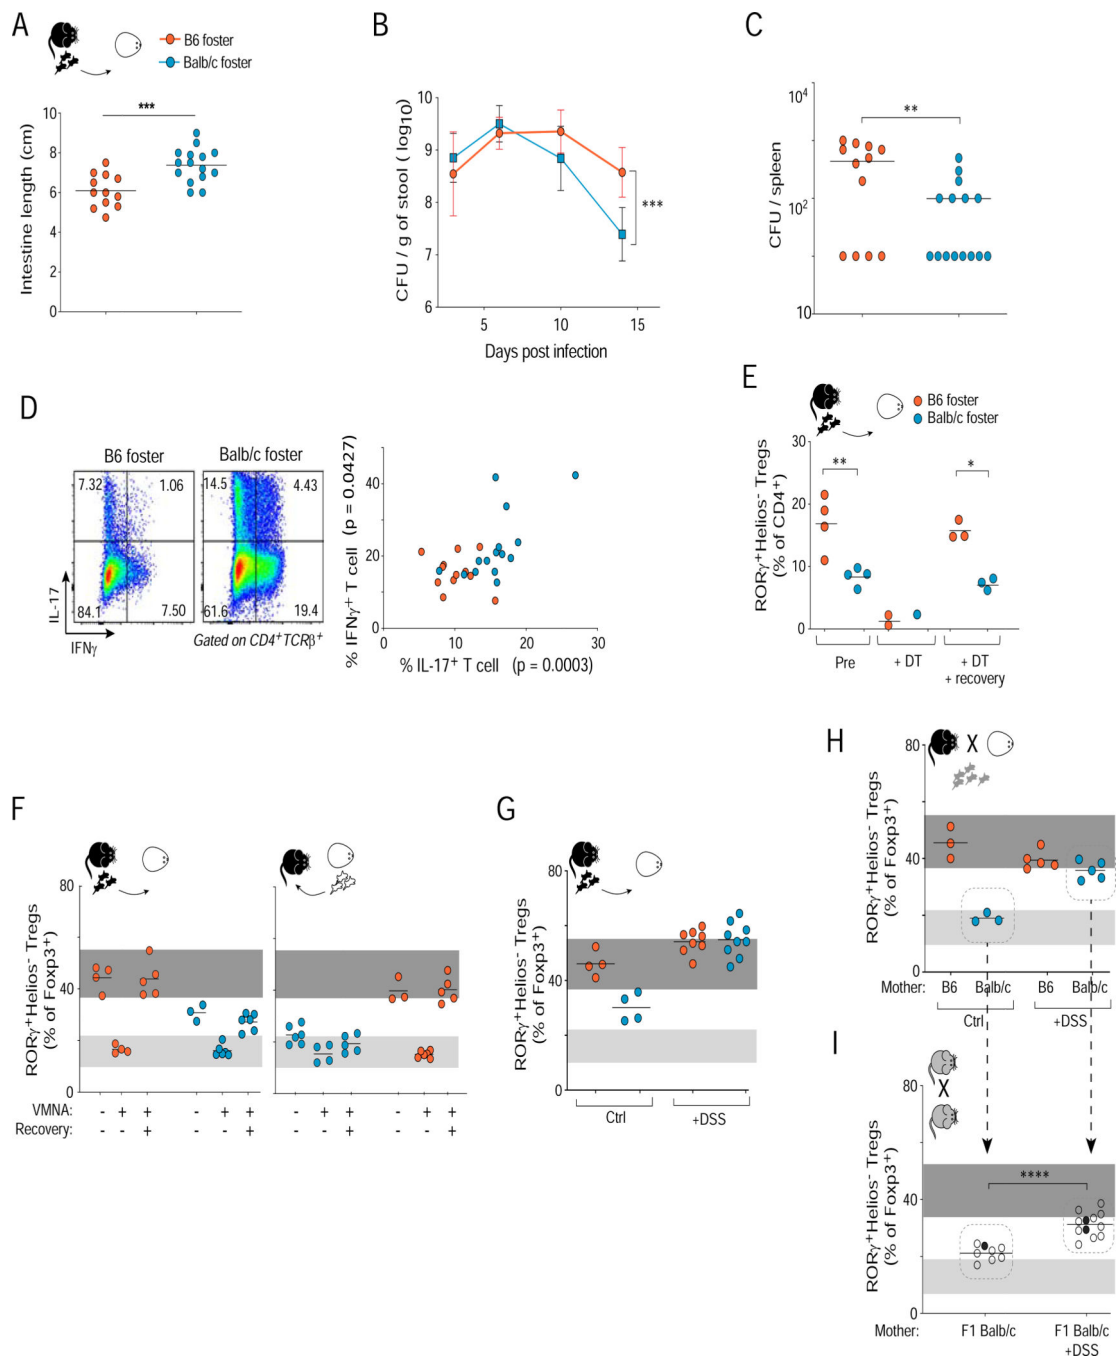 A
B6 foster
Balb/c foster
***
Intestine length (cm)
10
8
6
4
2
0
B
CFU / g of stool ( log10)
10
9
8
7
6
***
5
10
15
Days post infection
C
CFU / spleen
10⁴
10²
10
**
D
B6 foster
Balb/c foster
7.32
1.06
84.1
7.50
14.5
4.43
61.6
19.4
IL-17
IFNγ
Gated on CD4⁺TCRβ⁺
% IFNγ⁺ T cell (p = 0.0427)
40
20
0
0
10
20
30
% IL-17⁺ T cell (p = 0.0003)
E
B6 foster
Balb/c foster
RORγ⁺Helios⁻ Tregs
(% of CD4⁺)
30
20
10
0
**
*
Pre
+ DT
+ DT
+ recovery
F
RORγ⁺Helios⁻ Tregs
(% of Foxp3⁺)
80
40
0
VMNA: - + + - + + - + + - + +
Recovery: - - + - - + - - + - - +
G
RORγ⁺Helios⁻ Tregs
(% of Foxp3⁺)
80
40
0
Ctrl
+DSS
H
X
RORγ⁺Helios⁻ Tregs
(% of Foxp3⁺)
80
40
0
Mother: B6 Balb/c B6 Balb/c
Ctrl
+DSS
I
X
RORγ⁺Helios⁻ Tregs
(% of Foxp3⁺)
80
40
0
****
Mother: F1 Balb/c F1 Balb/c
+DSS